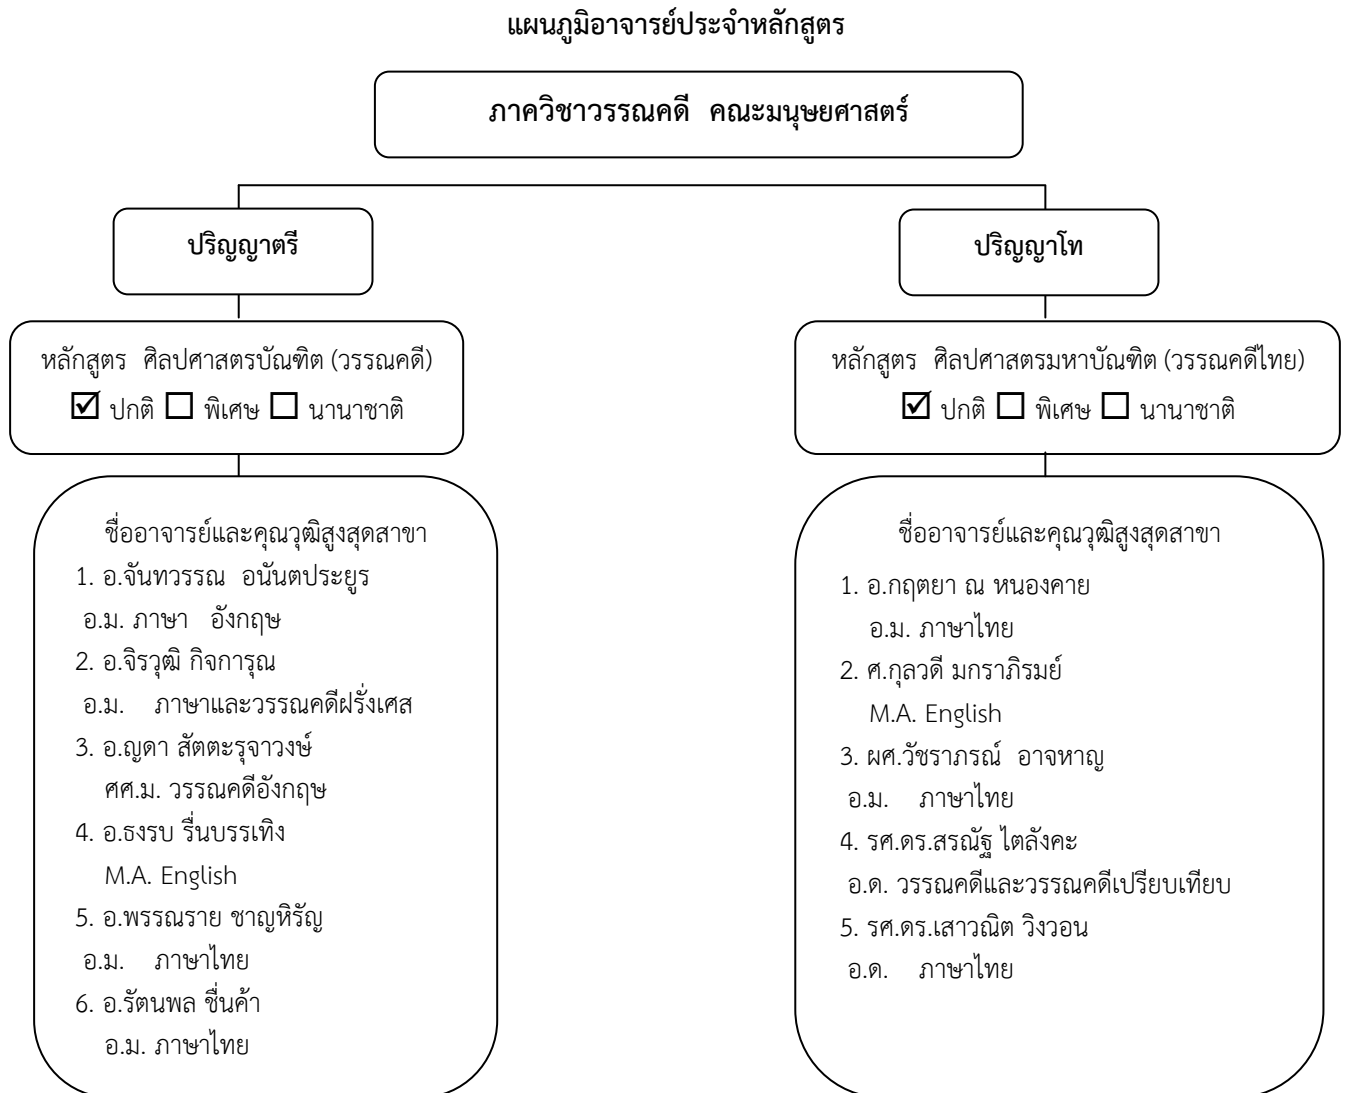 แผนภูมิอาจารย์ประจำหลักสูตร
ภาควิชาวรรณคดี คณะมนุษยศาสตร์
ปริญญาตรี
ปริญญาโท
หลักสูตร ศิลปศาสตรบัณฑิต (วรรณคดี)
☑ ปกติ ☐ พิเศษ ☐ นานาชาติ
หลักสูตร ศิลปศาสตรมหาบัณฑิต (วรรณคดีไทย)
☑ ปกติ ☐ พิเศษ ☐ นานาชาติ
ชื่ออาจารย์และคุณวุฒิสูงสุดสาขา
1. อ.จันทวรรณ อนันตประยูร
อ.ม. ภาษา อังกฤษ
2. อ.จิรวุฒิ กิจการุณ
อ.ม. ภาษาและวรรณคดีฝรั่งเศส
3. อ.ญดา สัตตะรุจาวงษ์
ศศ.ม. วรรณคดีอังกฤษ
4. อ.ธงรบ รื่นบรรเทิง
M.A. English
5. อ.พรรณราย ชาญหิรัญ
อ.ม. ภาษาไทย
6. อ.รัตนพล ชื่นค้า
อ.ม. ภาษาไทย
ชื่ออาจารย์และคุณวุฒิสูงสุดสาขา
1. อ.กฤตยา ณ หนองคาย
อ.ม. ภาษาไทย
2. ศ.กุลวดี มกราภิรมย์
M.A. English
3. ผศ.วัชราภรณ์ อาจหาญ
อ.ม. ภาษาไทย
4. รศ.ดร.สรณัฐ ไตลังคะ
อ.ด. วรรณคดีและวรรณคดีเปรียบเทียบ
5. รศ.ดร.เสาวณิต วิงวอน
อ.ด. ภาษาไทย